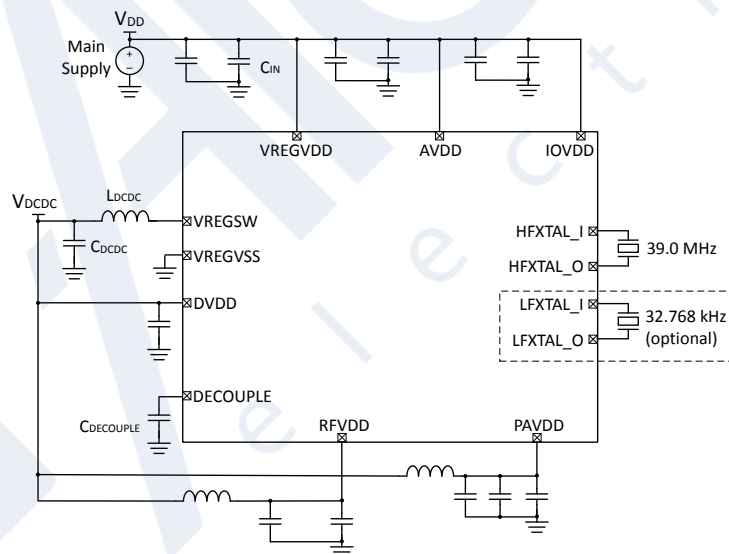 VDD
Main
Supply
+
−
CIN
VREGVDD
AVDD
IOVDD
VDCDC
LDCDC
CDCDC
VREGSW
VREGVSS
DVDD
DECOUPLE
CDECOUPLE
HFXTAL_I
HFXTAL_O
39.0 MHz
LFXTAL_I
LFXTAL_O
32.768 kHz
(optional)
RFVDD
PAVDD
e l e c t